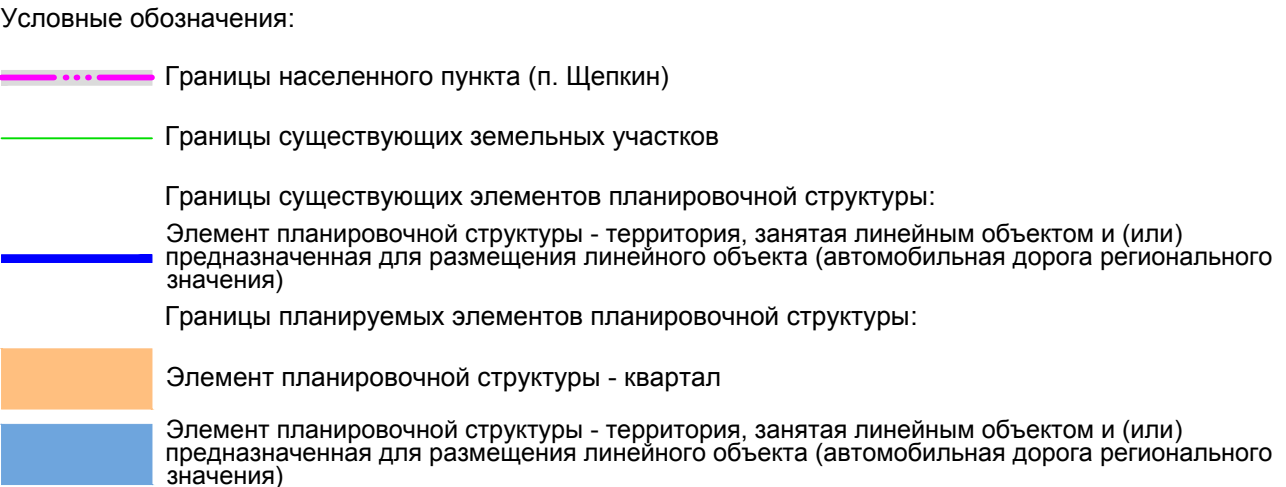 Условные обозначения:
Границы населенного пункта (п. Щепкин)
Границы существующих земельных участков
Границы существующих элементов планировочной структуры:
Элемент планировочной структуры - территория, занятая линейным объектом и (или)
предназначенная для размещения линейного объекта (автомобильная дорога регионального
значения)
Границы планируемых элементов планировочной структуры:
Элемент планировочной структуры - квартал
Элемент планировочной структуры - территория, занятая линейным объектом и (или)
предназначенная для размещения линейного объекта (автомобильная дорога регионального
значения)